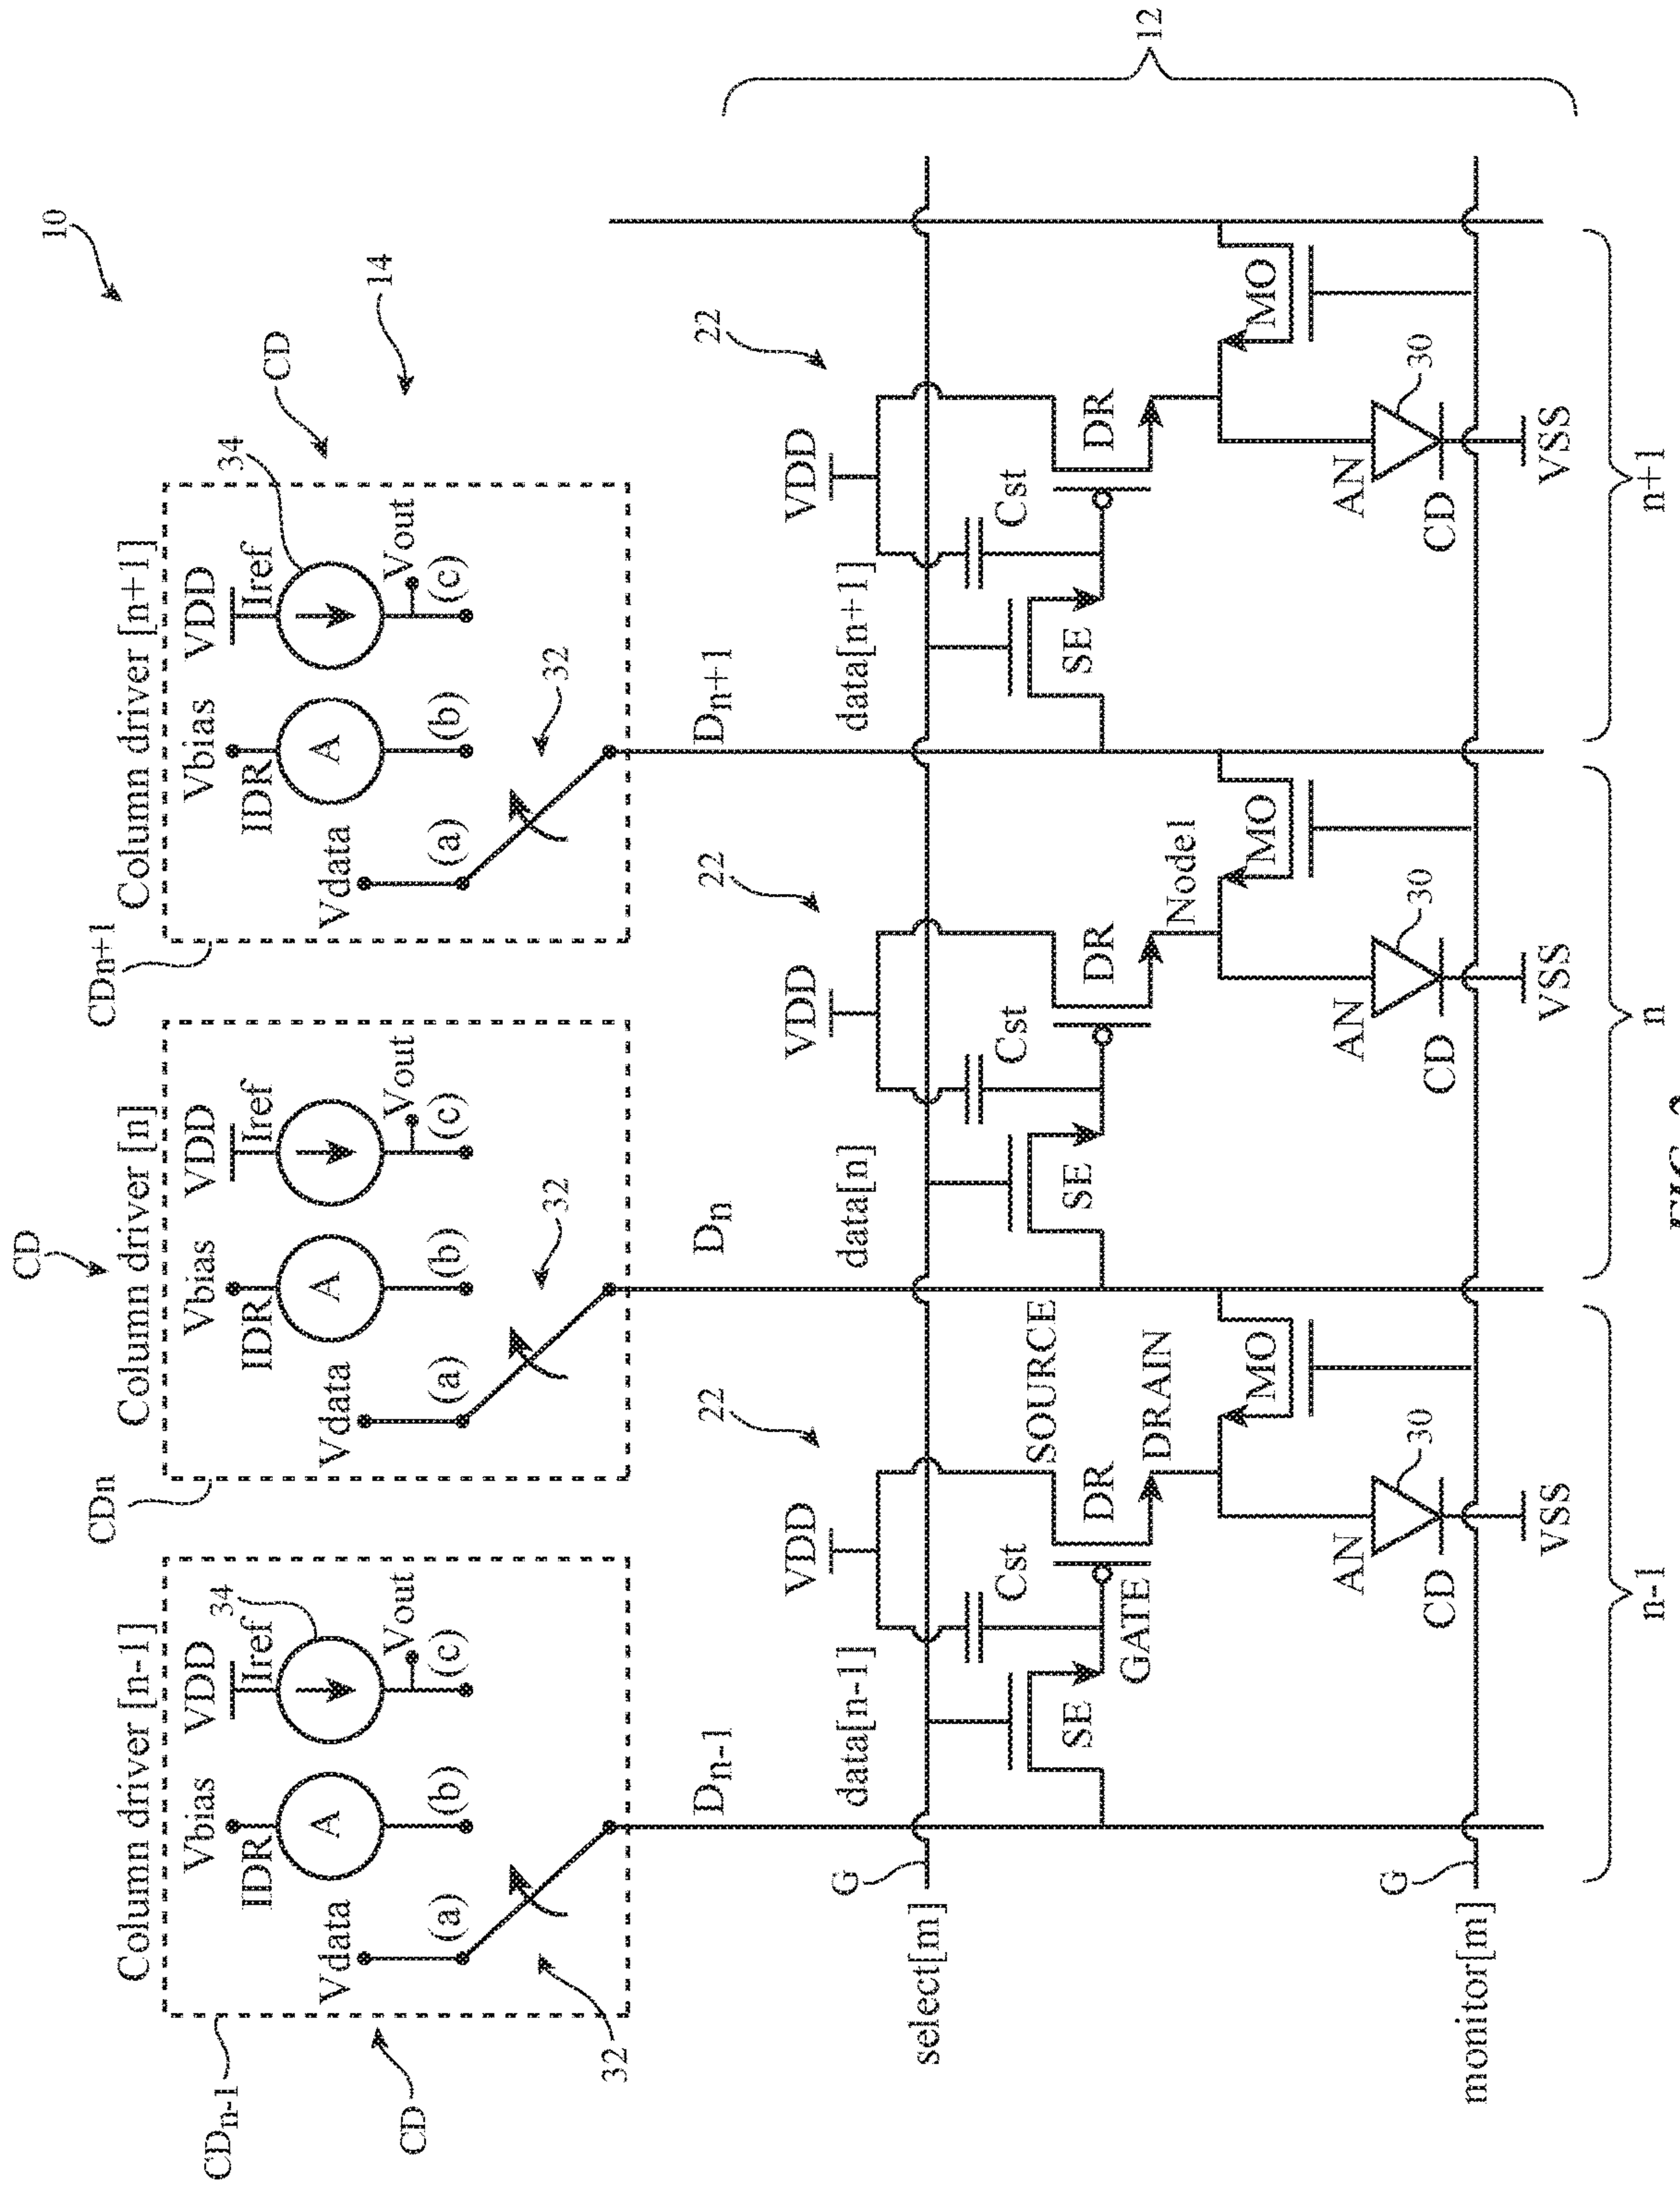 10
14
CD
CD
CD
CDn-1
CDn
CDn+1
Column driver [n-1]
Column driver [n]
Column driver [n+1]
Vdata
Vbias
VDD
IDR
Iref
34
A
Vout
(a)
(b)
(c)
32
Vdata
Vbias
VDD
IDR
Iref
A
Vout
(a)
(b)
(c)
32
Vdata
Vbias
VDD
IDR
Iref
34
A
Vout
(a)
(b)
(c)
32
Dn-1
Dn
Dn+1
22
22
22
12
data[n-1]
VDD
data[n]
VDD
data[n+1]
VDD
G
select[m]
Cst
SOURCE
Cst
Cst
SE
DR
SE
DR
SE
DR
GATE
DRAIN
Node1
MO
MO
MO
AN
30
AN
30
AN
30
CD
CD
CD
G
monitor[m]
VSS
VSS
VSS
n-1
n
n+1